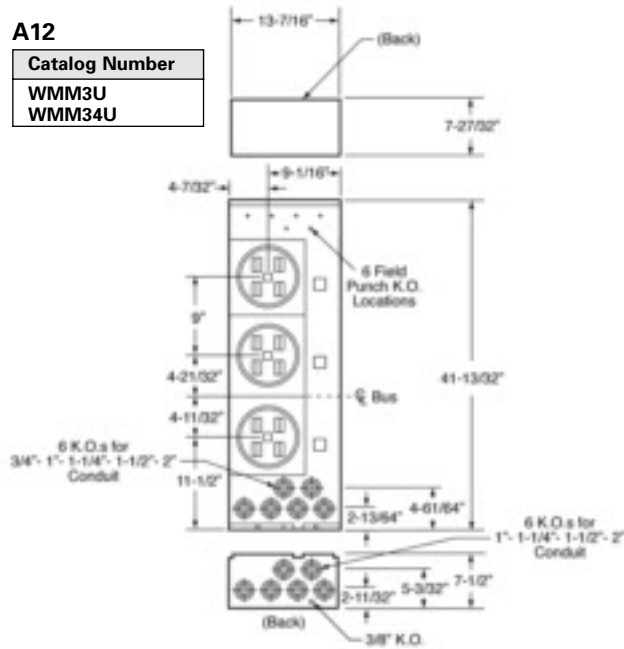 A12
Catalog Number
WMM3U
WMM34U
13-7/16"
(Back)
7-27/32"
9-1/16"
4-7/32"
6 Field
Punch K.O.
Locations
9"
4-21/32"
41-13/32"
℄ Bus
4-11/32"
6 K.O.s for
3/4"- 1"- 1-1/4"- 1-1/2"- 2"
Conduit
11-1/2"
4-61/64"
2-13/64"
6 K.O.s for
1"- 1-1/4"- 1-1/2"- 2"
Conduit
7-1/2"
5-3/32"
2-11/32"
(Back)
3/8" K.O.